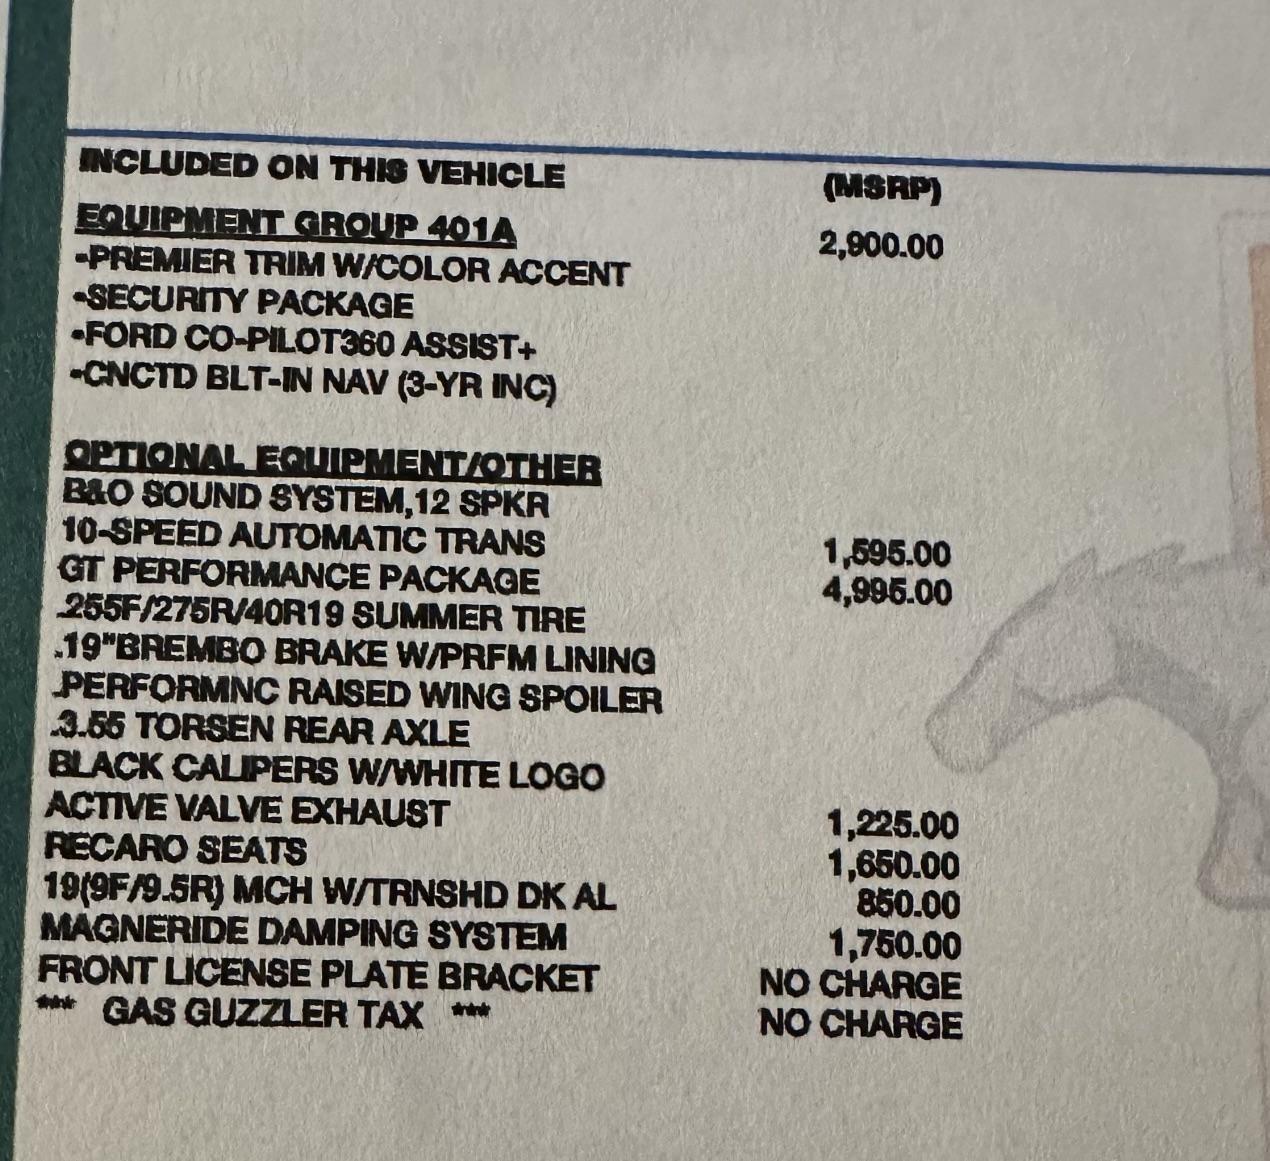 INCLUDED ON THIS VEHICLE (MSRP)
EQUIPMENT GROUP 401A 2,900.00
-PREMIER TRIM W/COLOR ACCENT
-SECURITY PACKAGE
-FORD CO-PILOT360 ASSIST+
-CNCTD BLT-IN NAV (3-YR INC)
OPTIONAL EQUIPMENT/OTHER
B&O SOUND SYSTEM,12 SPKR
10-SPEED AUTOMATIC TRANS 1,595.00
GT PERFORMANCE PACKAGE 4,995.00
.255F/275R/40R19 SUMMER TIRE
.19"BREMBO BRAKE W/PRFM LINING
.PERFORMNC RAISED WING SPOILER
.3.55 TORSEN REAR AXLE
BLACK CALIPERS W/WHITE LOGO
ACTIVE VALVE EXHAUST 1,225.00
RECARO SEATS 1,650.00
19(9F/9.5R) MCH W/TRNSHD DK AL 850.00
MAGNERIDE DAMPING SYSTEM 1,750.00
FRONT LICENSE PLATE BRACKET NO CHARGE
*** GAS GUZZLER TAX *** NO CHARGE